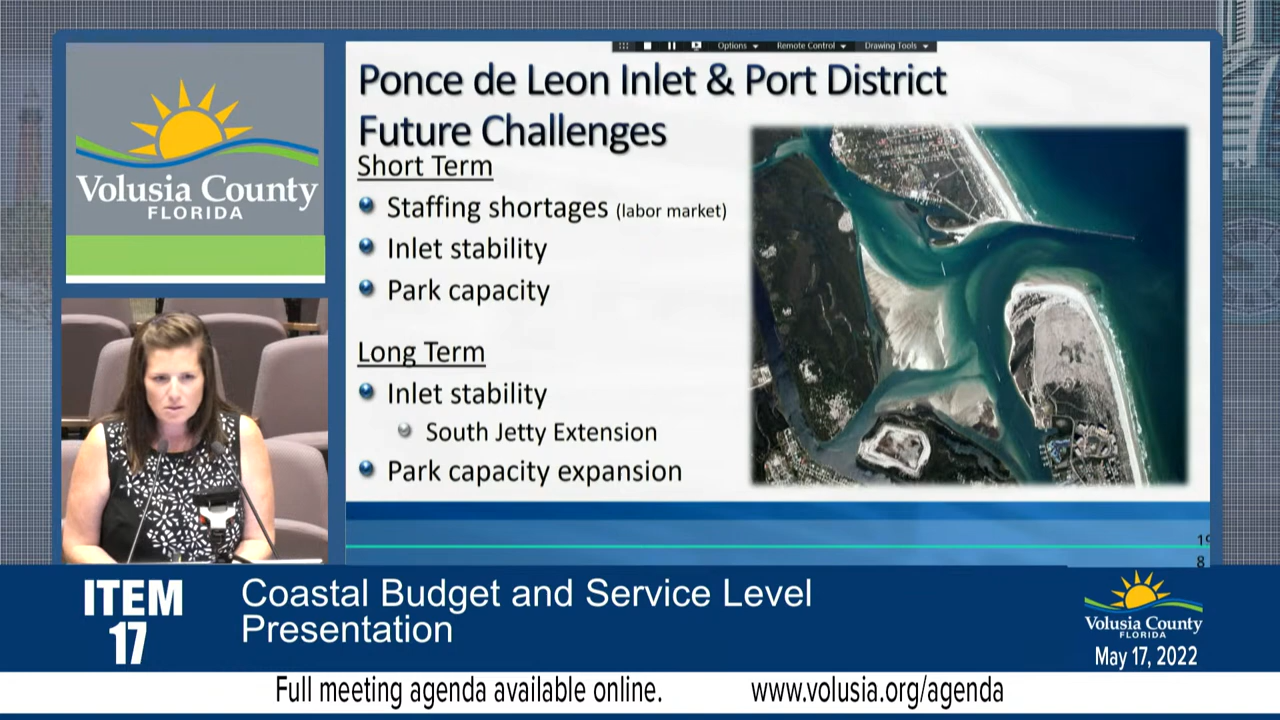 Options
Remote Control
Drawing Tools
Ponce de Leon Inlet & Port District
Future Challenges
Short Term
Staffing shortages (labor market)
Inlet stability
Park capacity
Long Term
Inlet stability
South Jetty Extension
Park capacity expansion
Volusia County
FLORIDA
ITEM
17
Coastal Budget and Service Level
Presentation
Volusia County
FLORIDA
May 17, 2022
Full meeting agenda available online.
www.volusia.org/agenda